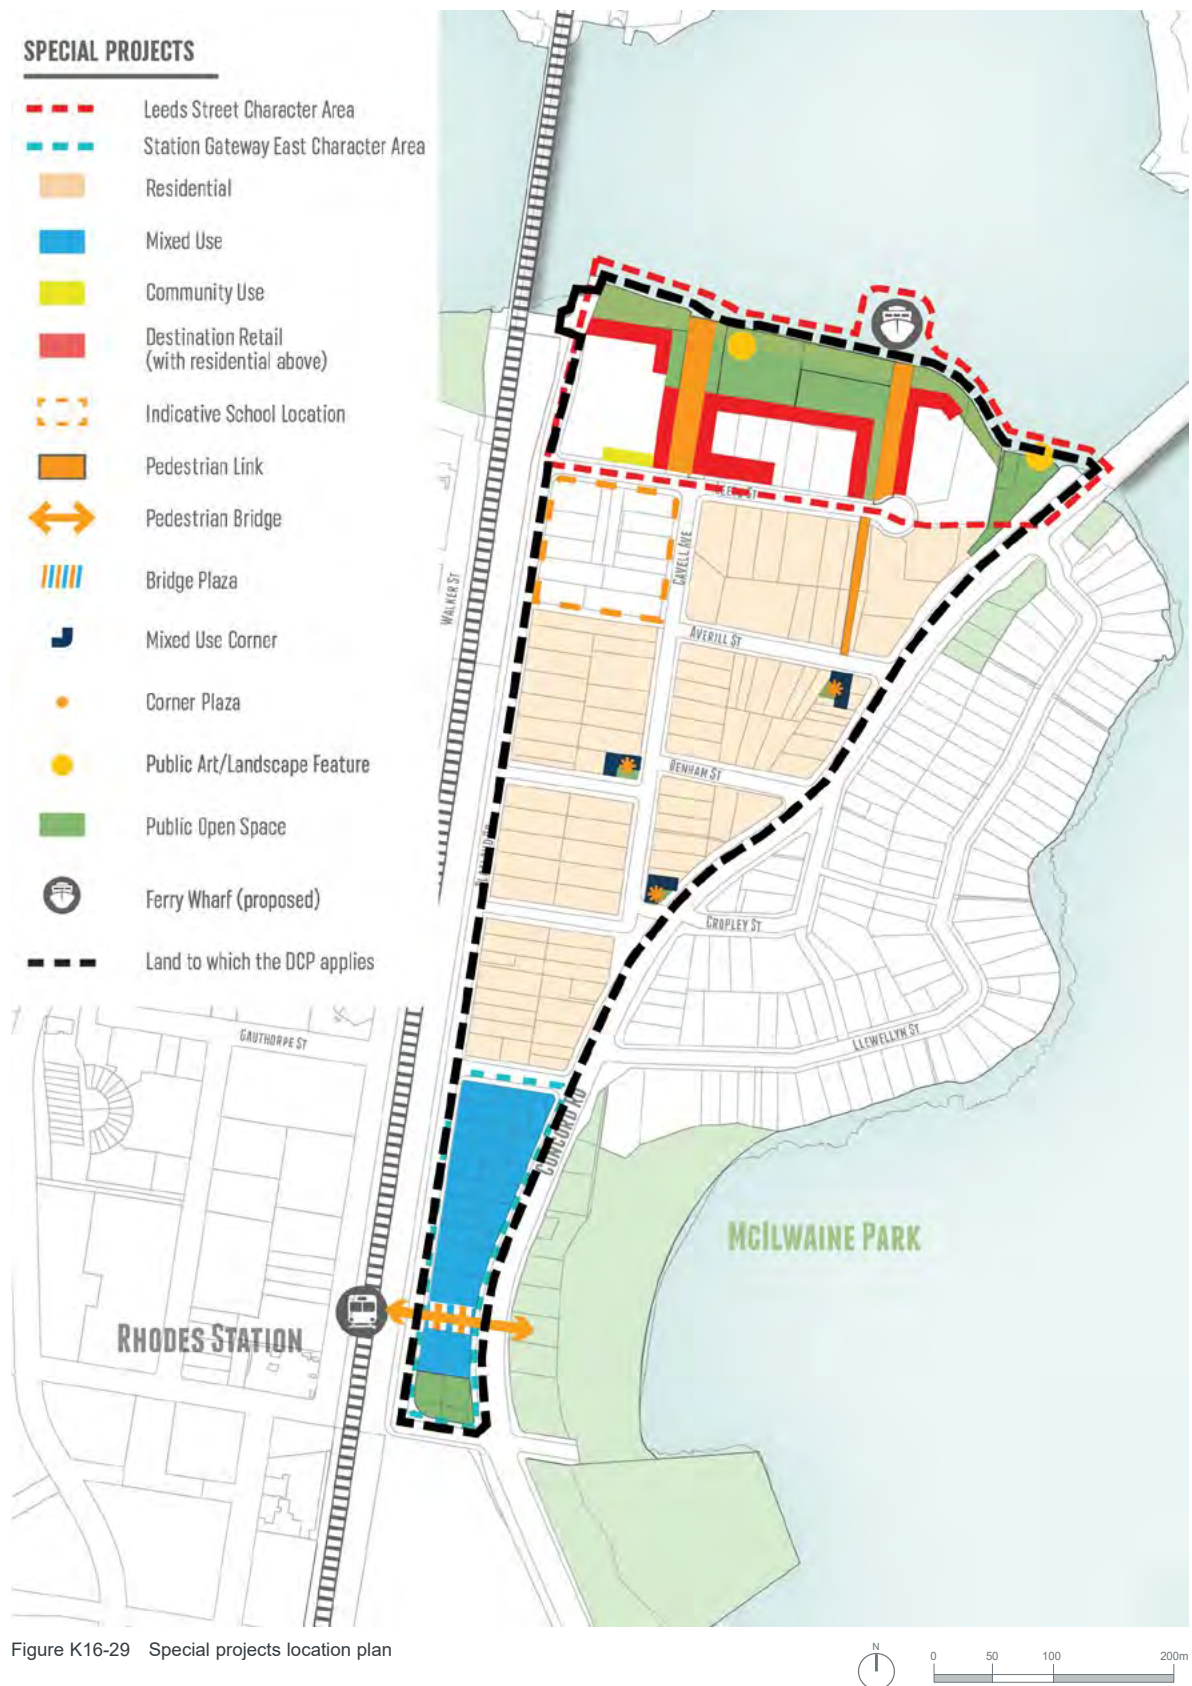 SPECIAL PROJECTS
Leeds Street Character Area
Station Gateway East Character Area
Residential
Mixed Use
Community Use
Destination Retail
(with residential above)
Indicative School Location
Pedestrian Link
Pedestrian Bridge
Bridge Plaza
Mixed Use Corner
Corner Plaza
Public Art/Landscape Feature
Public Open Space
Ferry Wharf (proposed)
Land to which the DCP applies
WALKER ST
CAVELL AVE
AVERILL ST
DENHAM ST
CROPLEY ST
LLEWELLYN ST
GAUTHORPE ST
CONCORD RD
MCILWAINE PARK
RHODES STATION
Figure K16-29 Special projects location plan
N
0 50 100 200m